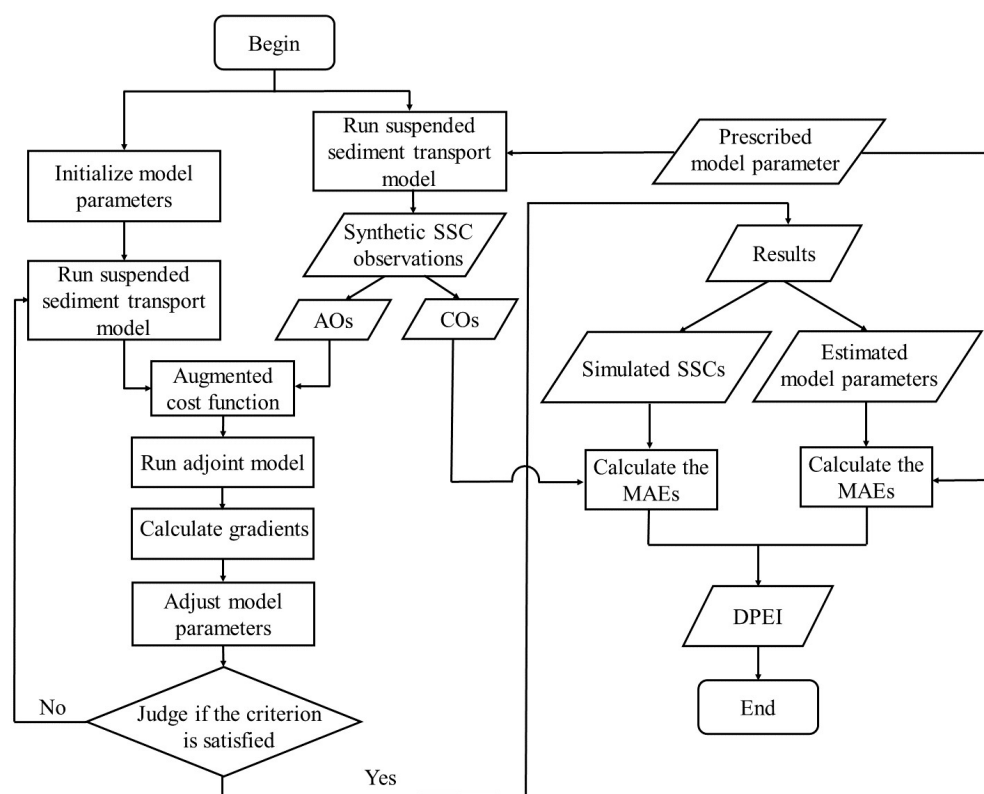 Begin
Run suspended
sediment transport
model
Prescribed
model parameter
Initialize model
parameters
Synthetic SSC
observations
Results
Run suspended
sediment transport
model
AOs
COs
Simulated SSCs
Estimated
model parameters
Augmented
cost function
Run adjoint model
Calculate the
MAEs
Calculate the
MAEs
Calculate gradients
Adjust model
parameters
DPEI
No
Judge if the criterion
is satisfied
End
Yes